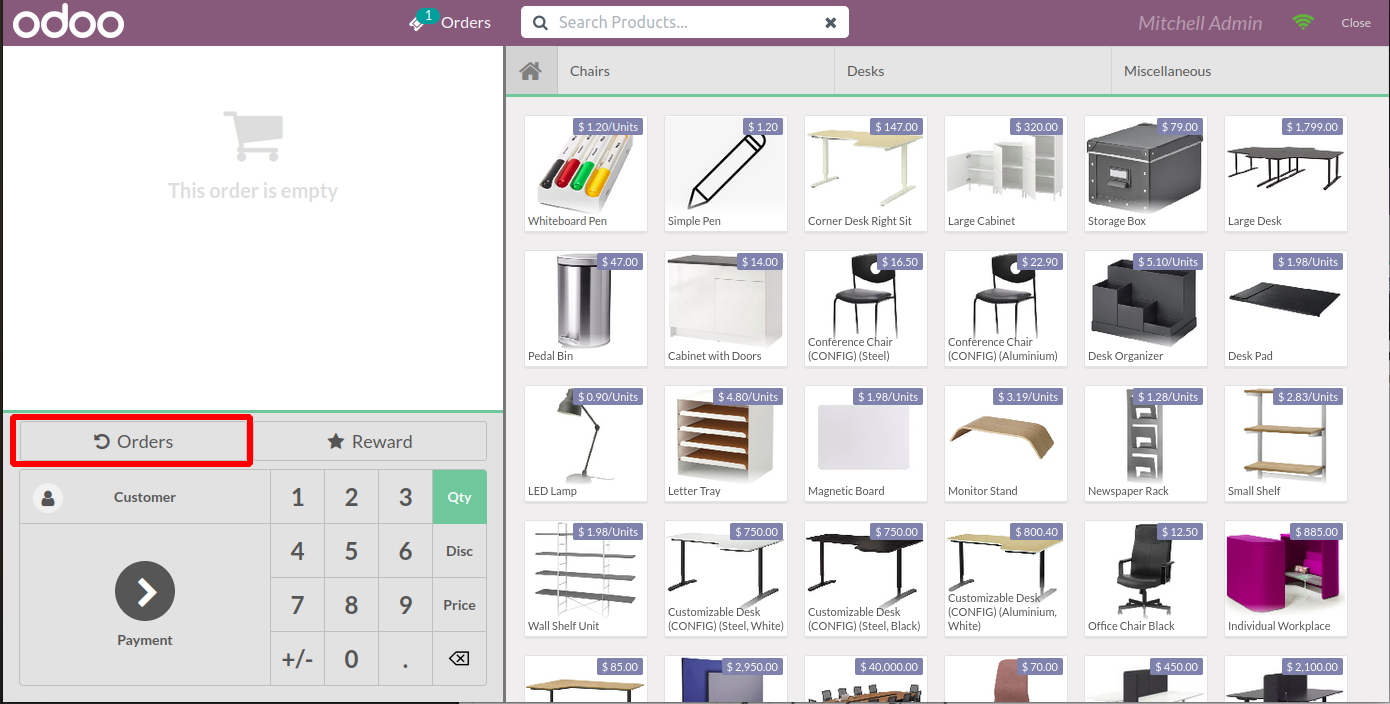 odoo
1
Orders
Search Products...
Mitchell Admin
Close
This order is empty
Orders
Reward
Customer
Payment
1 2 3 Qty
4 5 6 Disc
7 8 9 Price
+/- 0 .
Chairs
Desks
Miscellaneous
$ 1.20/Units
Whiteboard Pen
$ 1.20
Simple Pen
$ 147.00
Corner Desk Right Sit
$ 320.00
Large Cabinet
$ 79.00
Storage Box
$ 1,799.00
Large Desk
$ 47.00
Pedal Bin
$ 14.00
Cabinet with Doors
$ 16.50
Conference Chair
(CONFIG) (Steel)
$ 22.90
Conference Chair
(CONFIG) (Aluminium)
$ 5.10/Units
Desk Organizer
$ 1.98/Units
Desk Pad
$ 0.90/Units
LED Lamp
$ 4.80/Units
Letter Tray
$ 1.98/Units
Magnetic Board
$ 3.19/Units
Monitor Stand
$ 1.28/Units
Newspaper Rack
$ 2.83/Units
Small Shelf
$ 1.98/Units
Wall Shelf Unit
$ 750.00
Customizable Desk
(CONFIG) (Steel, White)
$ 750.00
Customizable Desk
(CONFIG) (Steel, Black)
$ 800.40
Customizable Desk
(CONFIG) (Aluminium,
White)
$ 12.50
Office Chair Black
$ 885.00
Individual Workplace
$ 85.00
$ 2,950.00
$ 40,000.00
$ 70.00
$ 450.00
$ 2,100.00